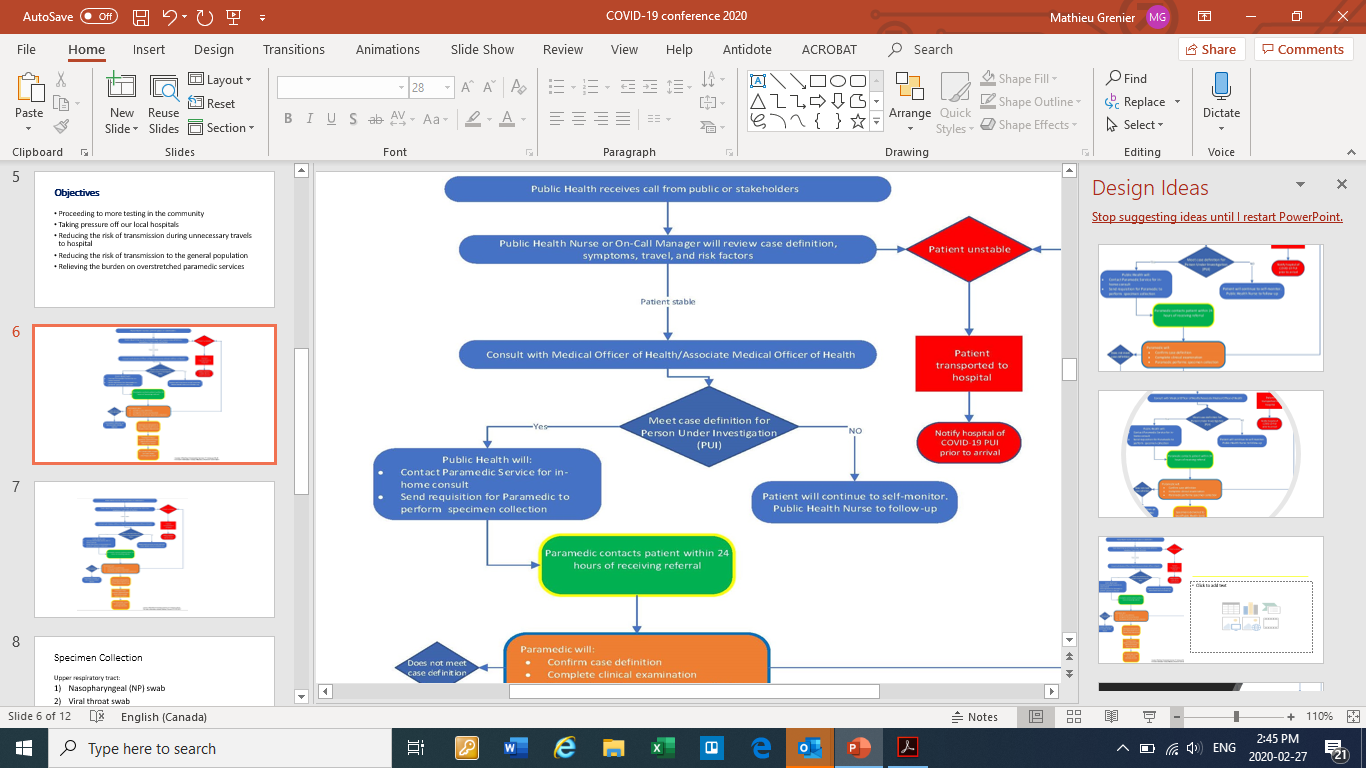 AutoSave Off
COVID-19 conference 2020
Mathieu Grenier MG
File Home Insert Design Transitions Animations Slide Show Review View Help Antidote ACROBAT Search Share Comments
Paste
New Slide
Reuse Slides
Layout
Reset
Section
28
B I U S ab AV Aa
A
Arrange
Quick Styles
Shape Fill
Shape Outline
Shape Effects
Find
Replace
Select
Dictate
Clipboard Slides Font Paragraph Drawing Editing Voice
5
Objectives
• Proceeding to more testing in the community
• Taking pressure off our local hospitals
• Reducing the risk of transmission during unnecessary travels
to hospital
• Reducing the risk of transmission to the general population
• Relieving the burden on overstretched paramedic services
6
7
8
Specimen Collection
Upper respiratory tract:
1) Nasopharyngeal (NP) swab
2) Viral throat swab
Public Health receives call from public or stakeholders
Public Health Nurse or On-Call Manager will review case definition,
symptoms, travel, and risk factors
Patient unstable
Patient stable
Consult with Medical Officer of Health/Associate Medical Officer of Health
Patient
transported to
hospital
Meet case definition for
Person Under Investigation
(PUI)
Yes
NO
Notify hospital of
COVID-19 PUI
prior to arrival
Public Health will:
• Contact Paramedic Service for in-
home consult
• Send requisition for Paramedic to
perform specimen collection
Patient will continue to self-monitor.
Public Health Nurse to follow-up
Paramedic contacts patient within 24
hours of receiving referral
Does not meet
case definition
Paramedic will:
• Confirm case definition
• Complete clinical examination
Design Ideas
Stop suggesting ideas until I restart PowerPoint.
• Click to add text
Slide 6 of 12 English (Canada)
Notes
110%
Type here to search
ENG
2:45 PM
2020-02-27
21